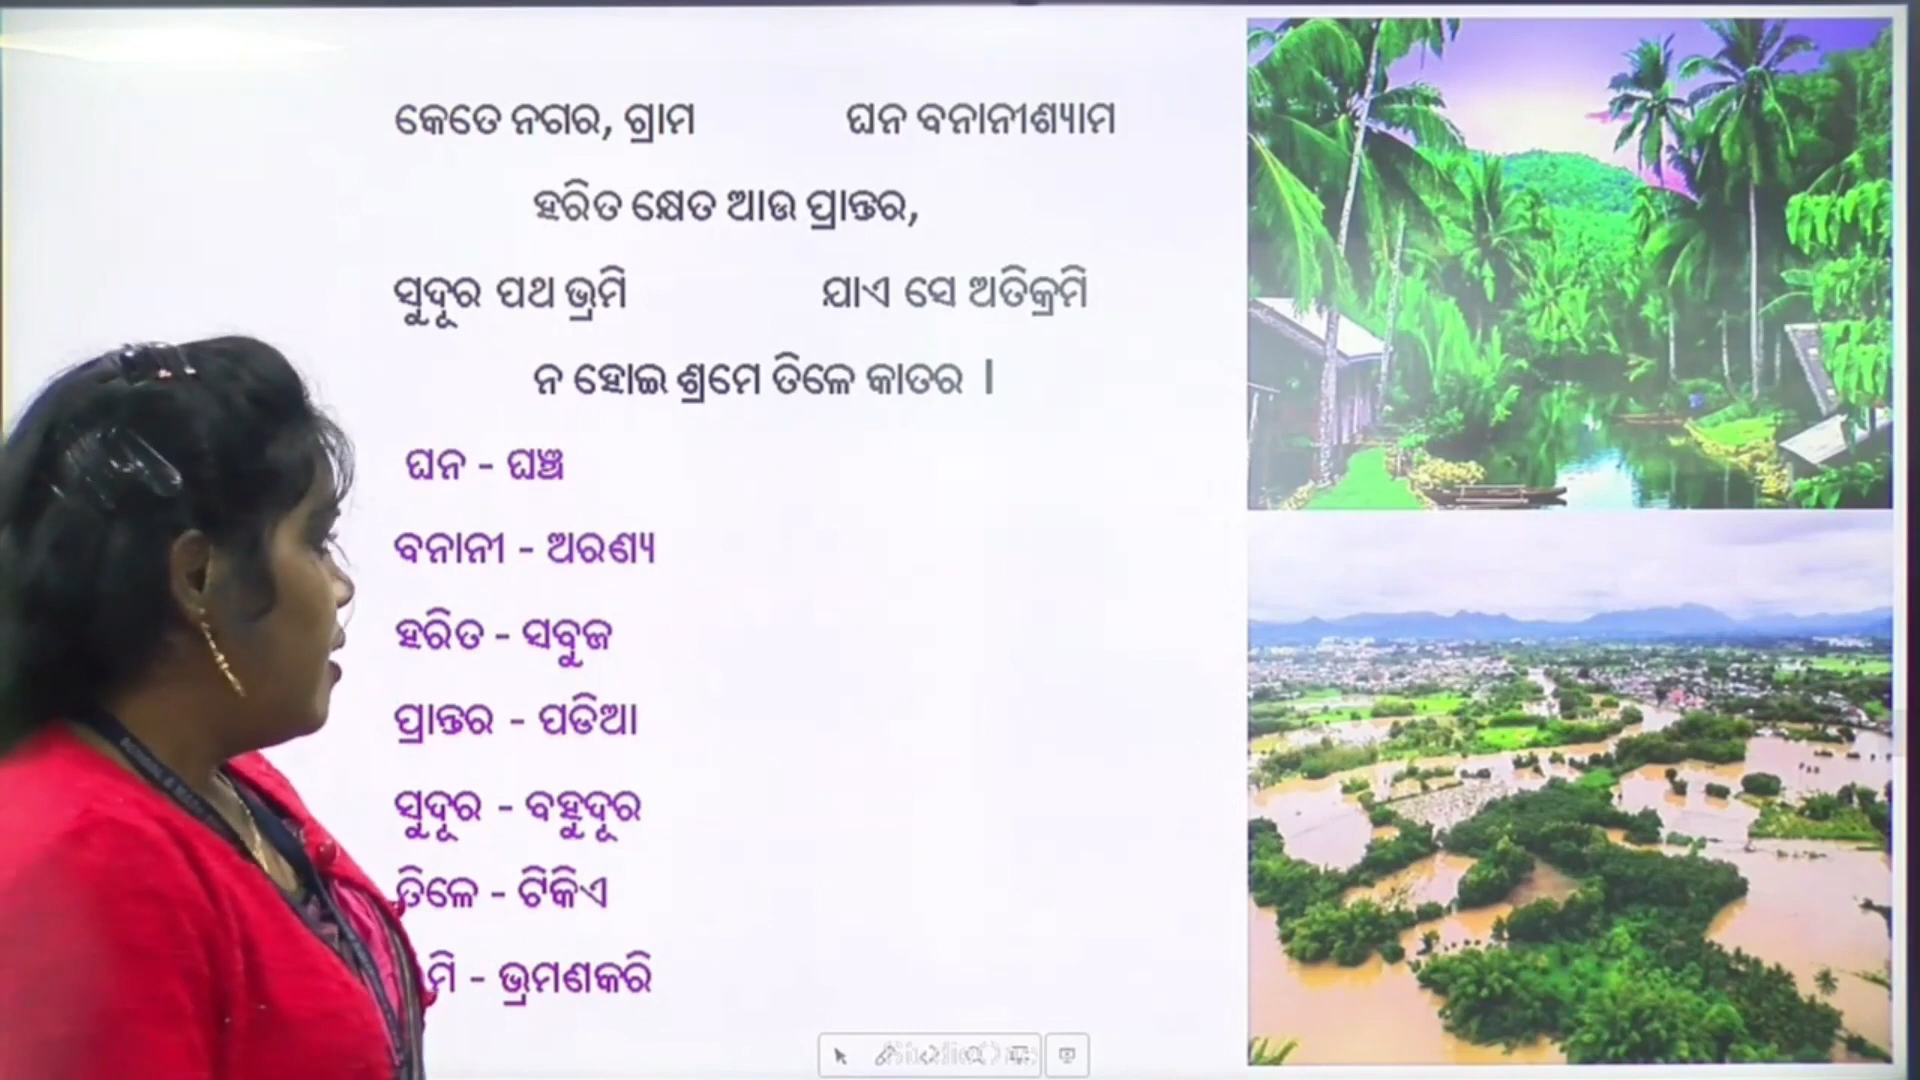 କେତେ ନଗର, ଗ୍ରାମ ଘନ ବନାନୀଶ୍ୟାମ
ହରିତ କ୍ଷେତ ଆଉ ପ୍ରାନ୍ତର,
ସୁଦୂର ପଥ ଭ୍ରମି ଯାଏ ସେ ଅତିକ୍ରମି
ନ ହୋଇ ଶ୍ରମେ ତିଳେ କାତର ।
ଘନ - ଘଞ୍ଚ
ବନାନୀ - ଅରଣ୍ୟ
ହରିତ - ସବୁଜ
ପ୍ରାନ୍ତର - ପଡିଆ
ସୁଦୂର - ବହୁଦୂର
ତିଳେ - ଟିକିଏ
ମି - ଭ୍ରମଣକରି